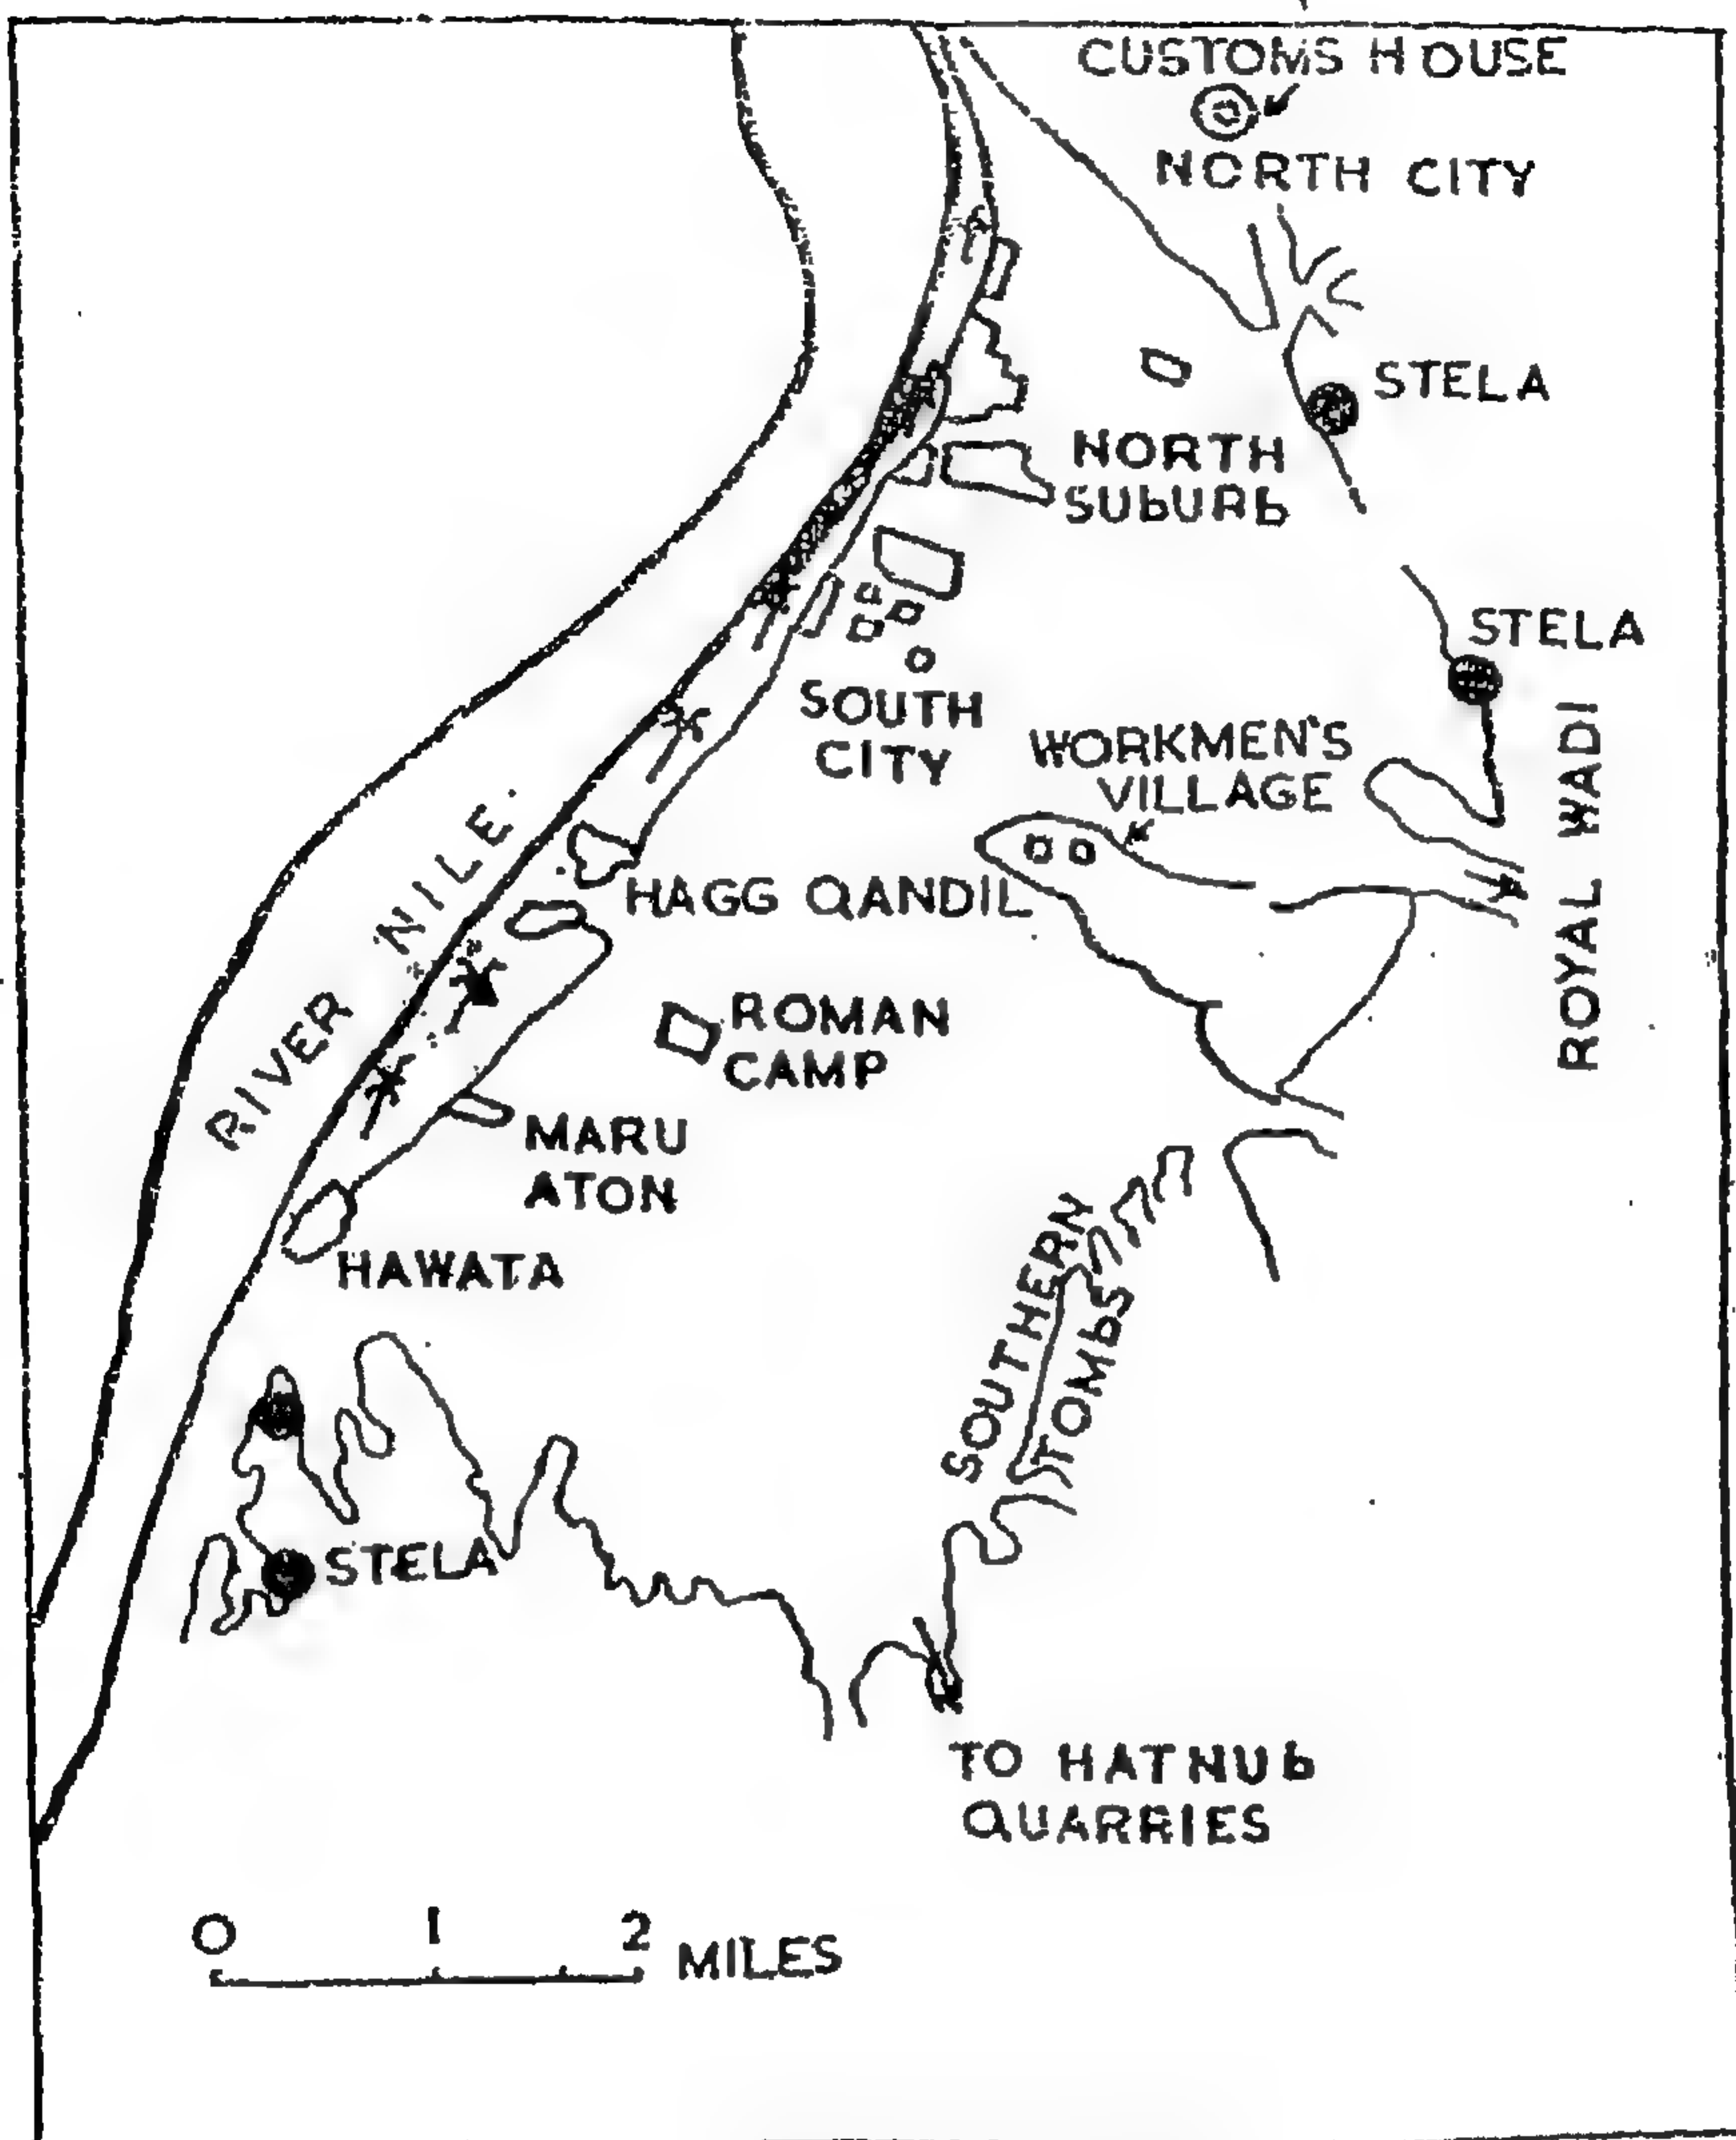 CUSTOMS HOUSE
NORTH CITY
STELA
NORTH
SUbURb
STELA
SOUTH
CITY
WORKMEN'S
VILLAGE
ROYAL WADI
HAGG QANDIL
RIVER NILE
ROMAN
CAMP
MARU
ATON
HAWATA
SOUTHERN
TOMbS
STELA
TO HATNUb
QUARRIES
0 1 2 MILES